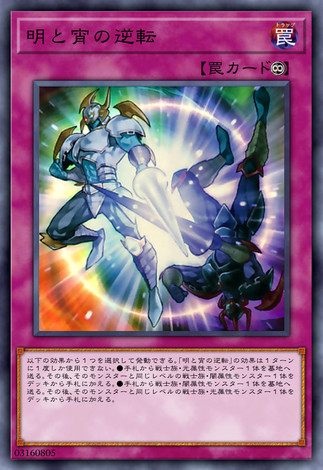 明と宵の逆転
トラップ
罠
【罠カード】
以下の効果から１つを選択して発動できる。「明と宵の逆転」の効果は１ターン
に１度しか使用できない。●手札から戦士族・光属性モンスター１体を墓地へ
送る。その後、そのモンスターと同じレベルの戦士族・闇属性モンスター１体を
デッキから手札に加える。●手札から戦士族・闇属性モンスター１体を墓地へ
送る。その後、そのモンスターと同じレベルの戦士族・光属性モンスター１体を
デッキから手札に加える。
03160805